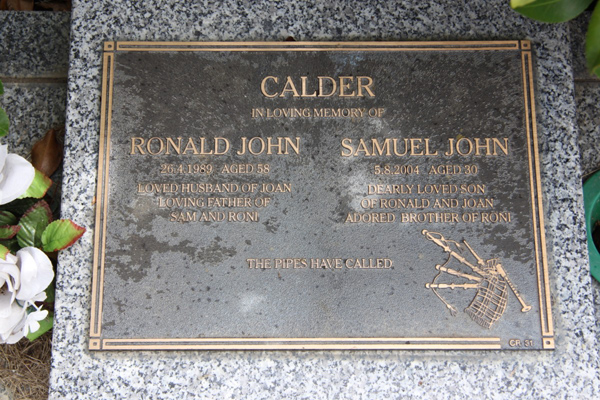 CALDER
IN LOVING MEMORY OF
RONALD JOHN
26.4.1989 AGED 58
LOVED HUSBAND OF JOAN
LOVING FATHER OF
SAM AND RONI
SAMUEL JOHN
5.8.2004 AGED 30
DEARLY LOVED SON
OF RONALD AND JOAN
ADORED BROTHER OF RONI
THE PIPES HAVE CALLED
CR 31